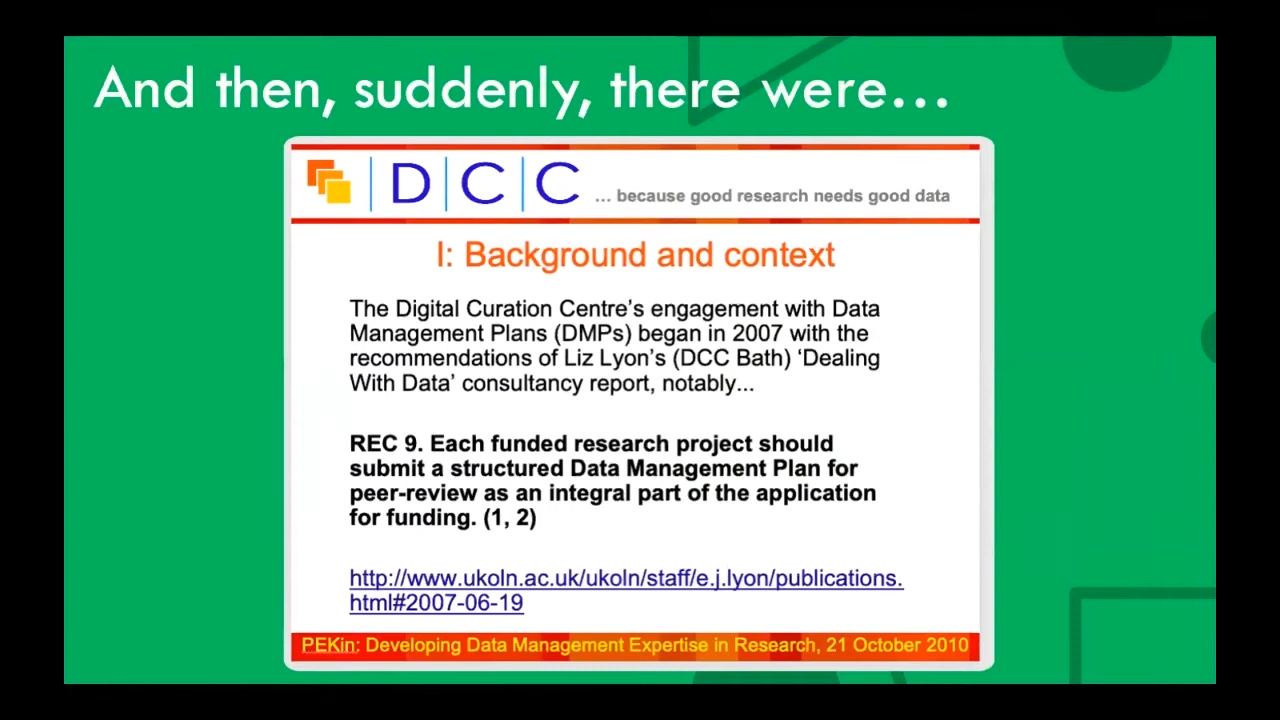 And then, suddenly, there were…
D C C
... because good research needs good data
I: Background and context
The Digital Curation Centre’s engagement with Data
Management Plans (DMPs) began in 2007 with the
recommendations of Liz Lyon’s (DCC Bath) ‘Dealing
With Data’ consultancy report, notably...
REC 9. Each funded research project should
submit a structured Data Management Plan for
peer-review as an integral part of the application
for funding. (1, 2)
http://www.ukoln.ac.uk/ukoln/staff/e.j.lyon/publications.
html#2007-06-19
PEKin: Developing Data Management Expertise in Research, 21 October 2010